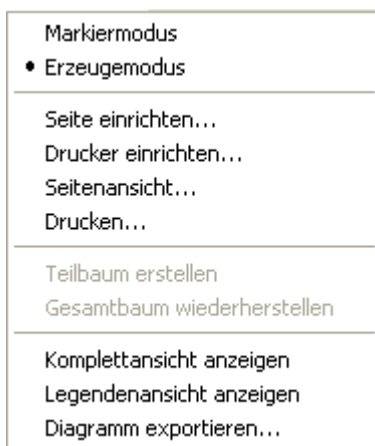 Markiermodus
Erzeugemodus
Seite einrichten...
Drucker einrichten...
Seitenansicht...
Drucken...
Teilbaum erstellen
Gesamtbaum wiederherstellen
Komplettansicht anzeigen
Legendenansicht anzeigen
Diagramm exportieren...